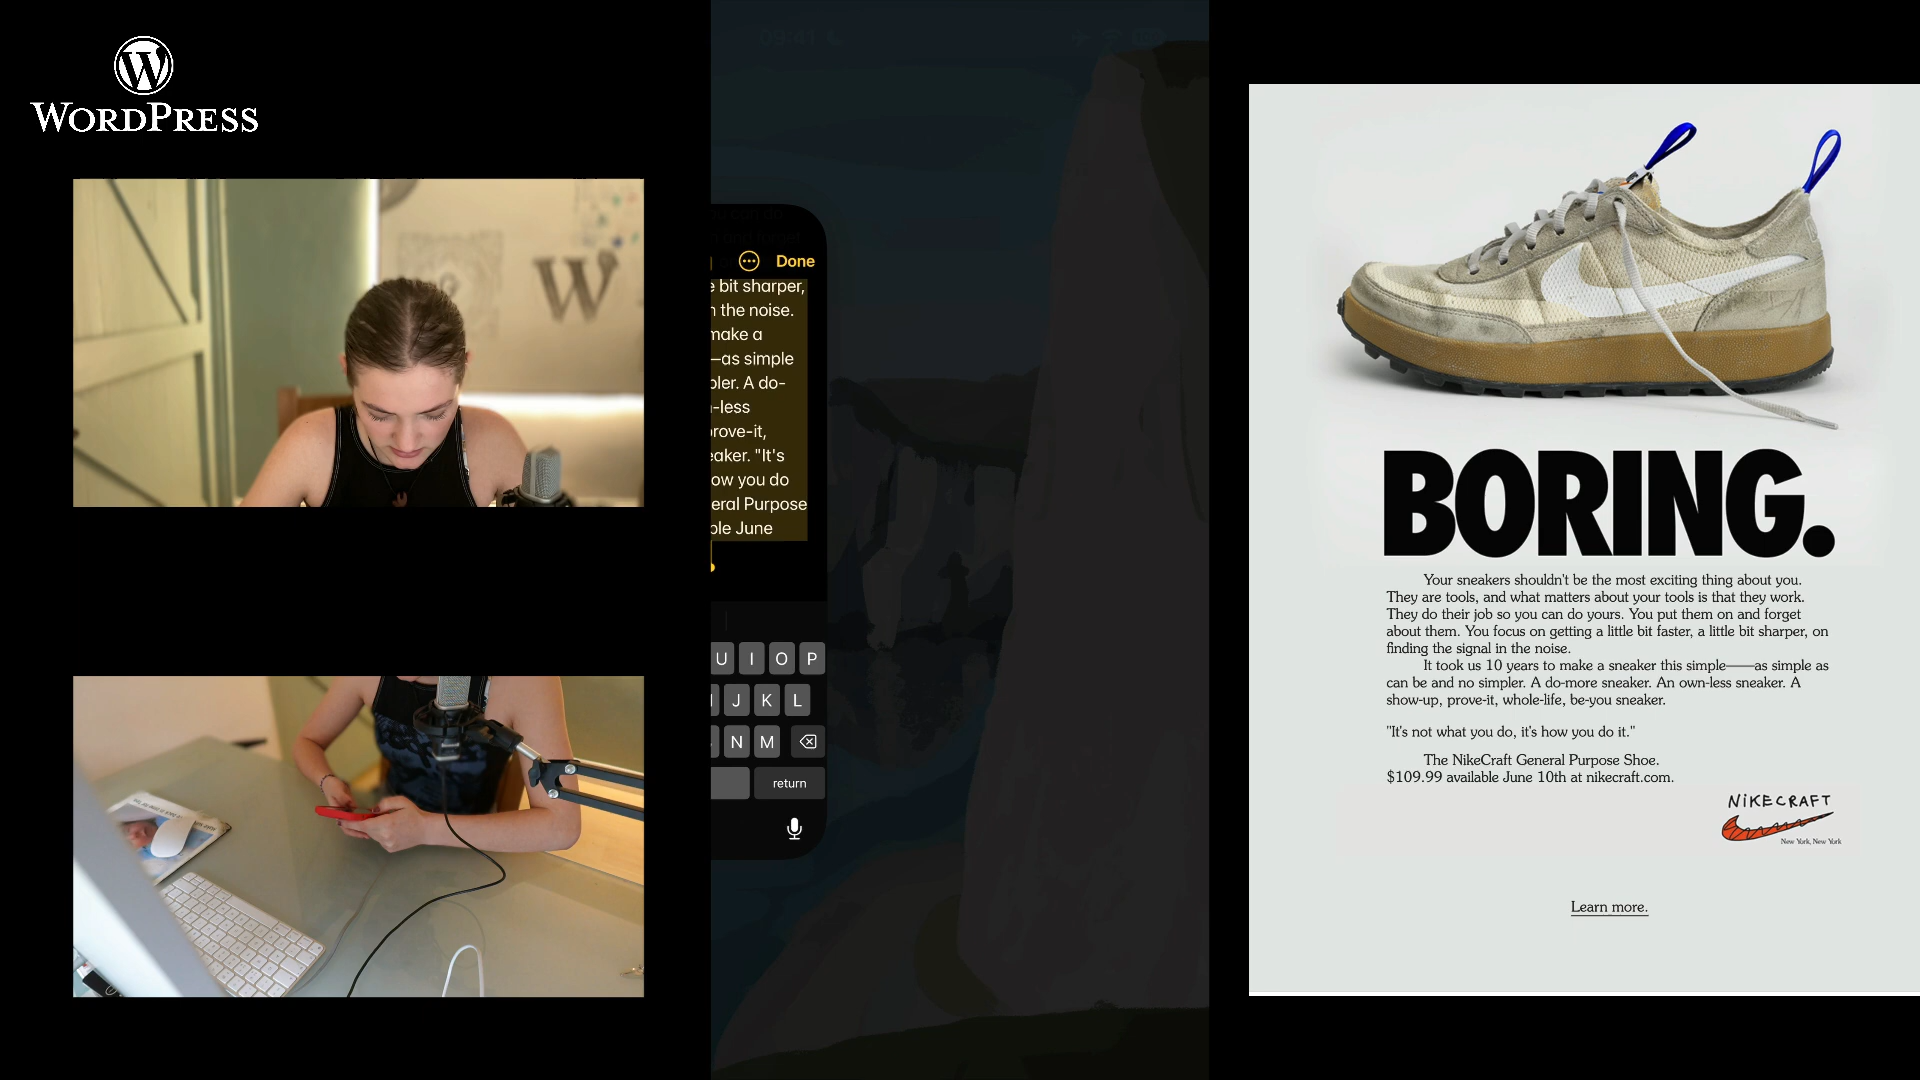 WORDPRESS
W
09:41
Done
e bit sharper,
n the noise.
make a
—as simple
pler. A do-
n-less
prove-it,
eaker. "It's
ow you do
eral Purpose
ble June
U I O P
J K L
N M
return
BORING.
Your sneakers shouldn't be the most exciting thing about you.
They are tools, and what matters about your tools is that they work.
They do their job so you can do yours. You put them on and forget
about them. You focus on getting a little bit faster, a little bit sharper, on
finding the signal in the noise.
It took us 10 years to make a sneaker this simple——as simple as
can be and no simpler. A do-more sneaker. An own-less sneaker. A
show-up, prove-it, whole-life, be-you sneaker.
"It's not what you do, it's how you do it."
The NikeCraft General Purpose Shoe.
$109.99 available June 10th at nikecraft.com.
NIKECRAFT
New York, New York
Learn more.